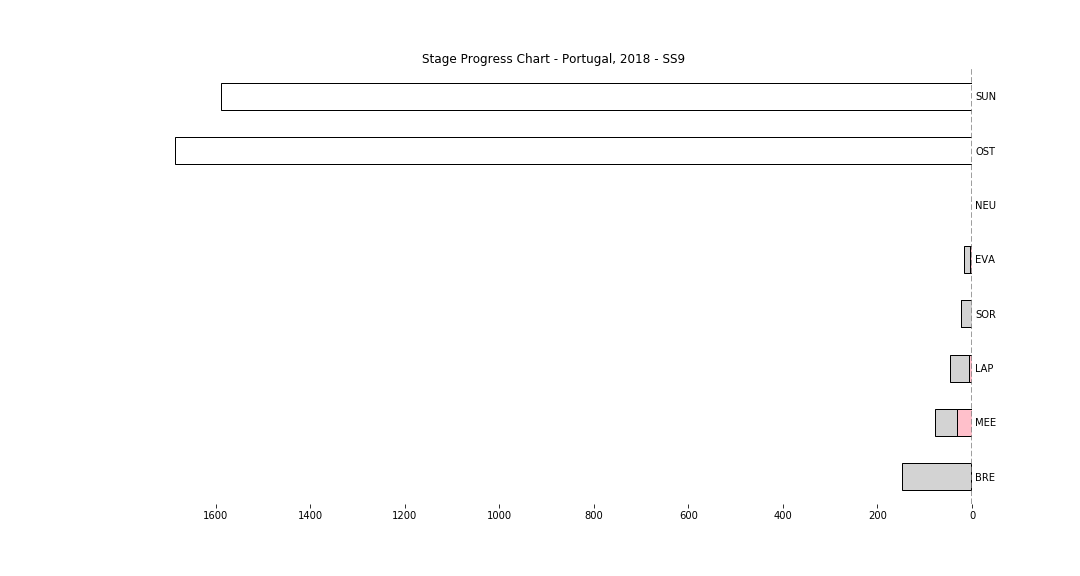 Stage Progress Chart - Portugal, 2018 - SS9
SUN
OST
NEU
EVA
SOR
LAP
MEE
BRE
1600 1400 1200 1000 800 600 400 200 0